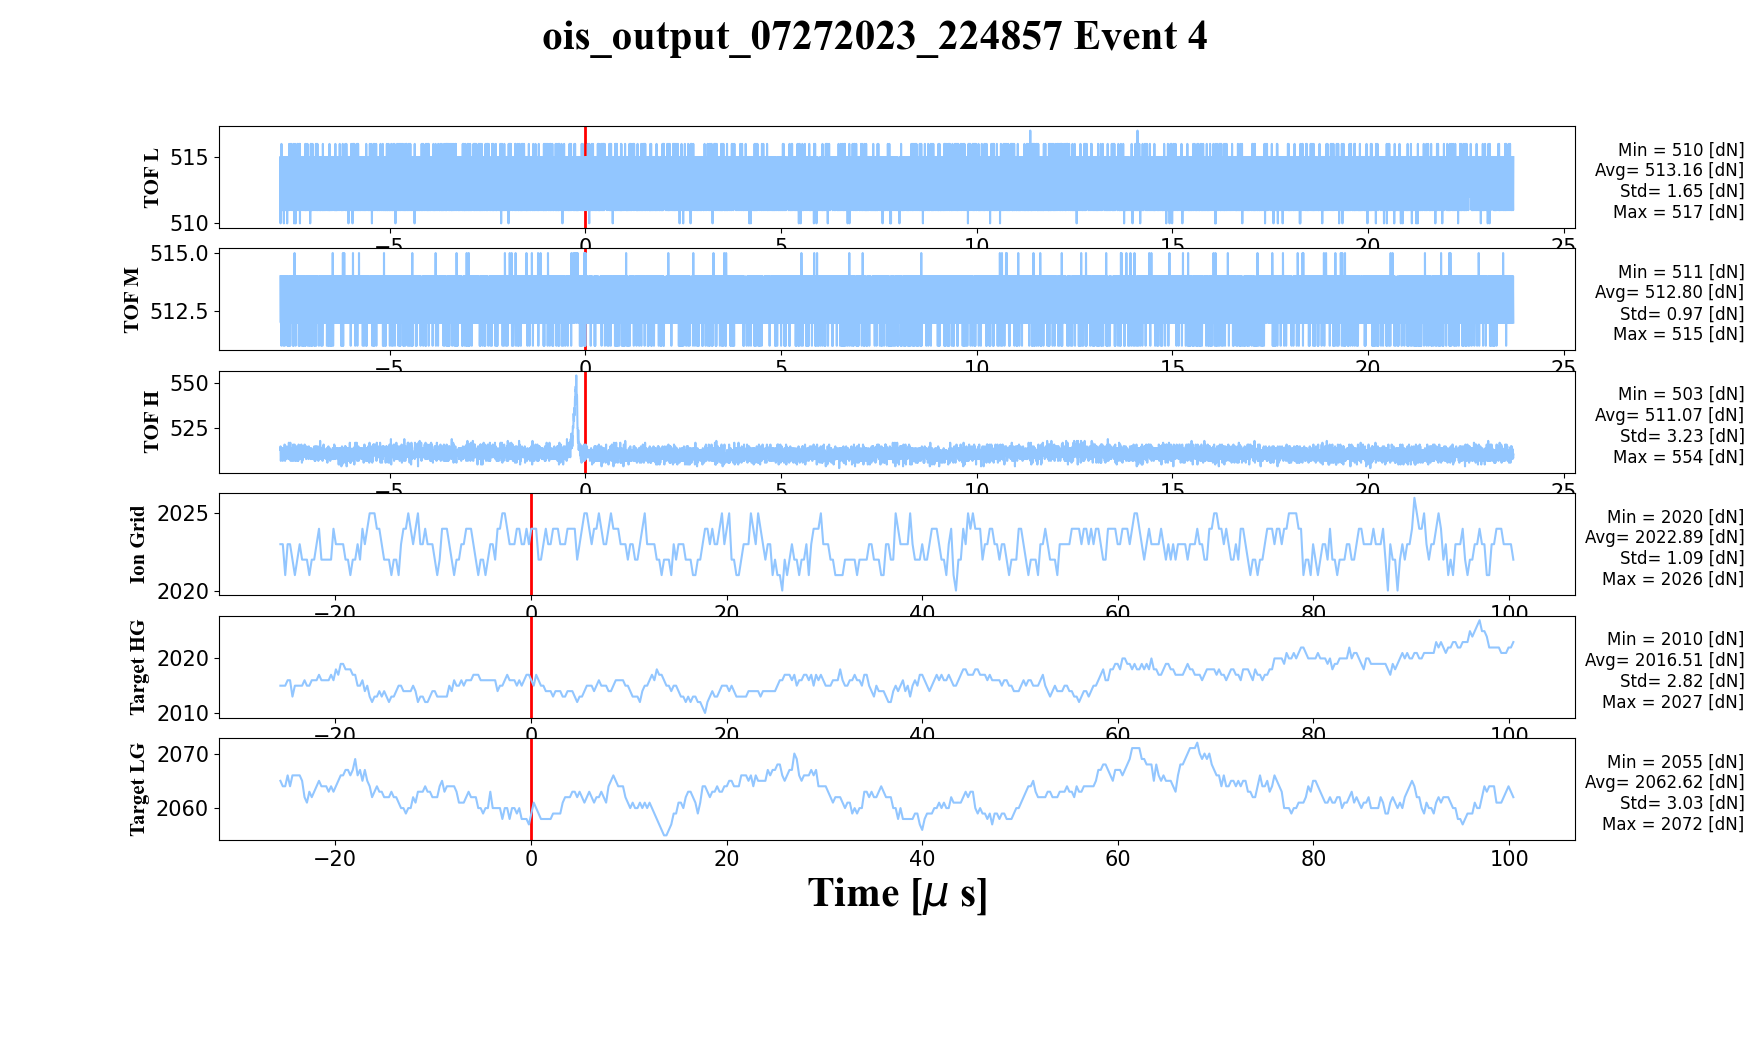 ois_output_07272023_224857 Event 4
TOF L
515
510
−5 0 5 10 15 20 25
Min = 510 [dN]
Avg= 513.16 [dN]
Std= 1.65 [dN]
Max = 517 [dN]
TOF M
515.0
512.5
−5 0 5 10 15 20 25
Min = 511 [dN]
Avg= 512.80 [dN]
Std= 0.97 [dN]
Max = 515 [dN]
TOF H
550
525
−5 0 5 10 15 20 25
Min = 503 [dN]
Avg= 511.07 [dN]
Std= 3.23 [dN]
Max = 554 [dN]
Ion Grid
2025
2020
−20 0 20 40 60 80 100
Min = 2020 [dN]
Avg= 2022.89 [dN]
Std= 1.09 [dN]
Max = 2026 [dN]
Target HG
2020
2010
−20 0 20 40 60 80 100
Min = 2010 [dN]
Avg= 2016.51 [dN]
Std= 2.82 [dN]
Max = 2027 [dN]
Target LG
2070
2060
−20 0 20 40 60 80 100
Min = 2055 [dN]
Avg= 2062.62 [dN]
Std= 3.03 [dN]
Max = 2072 [dN]
Time [μ s]